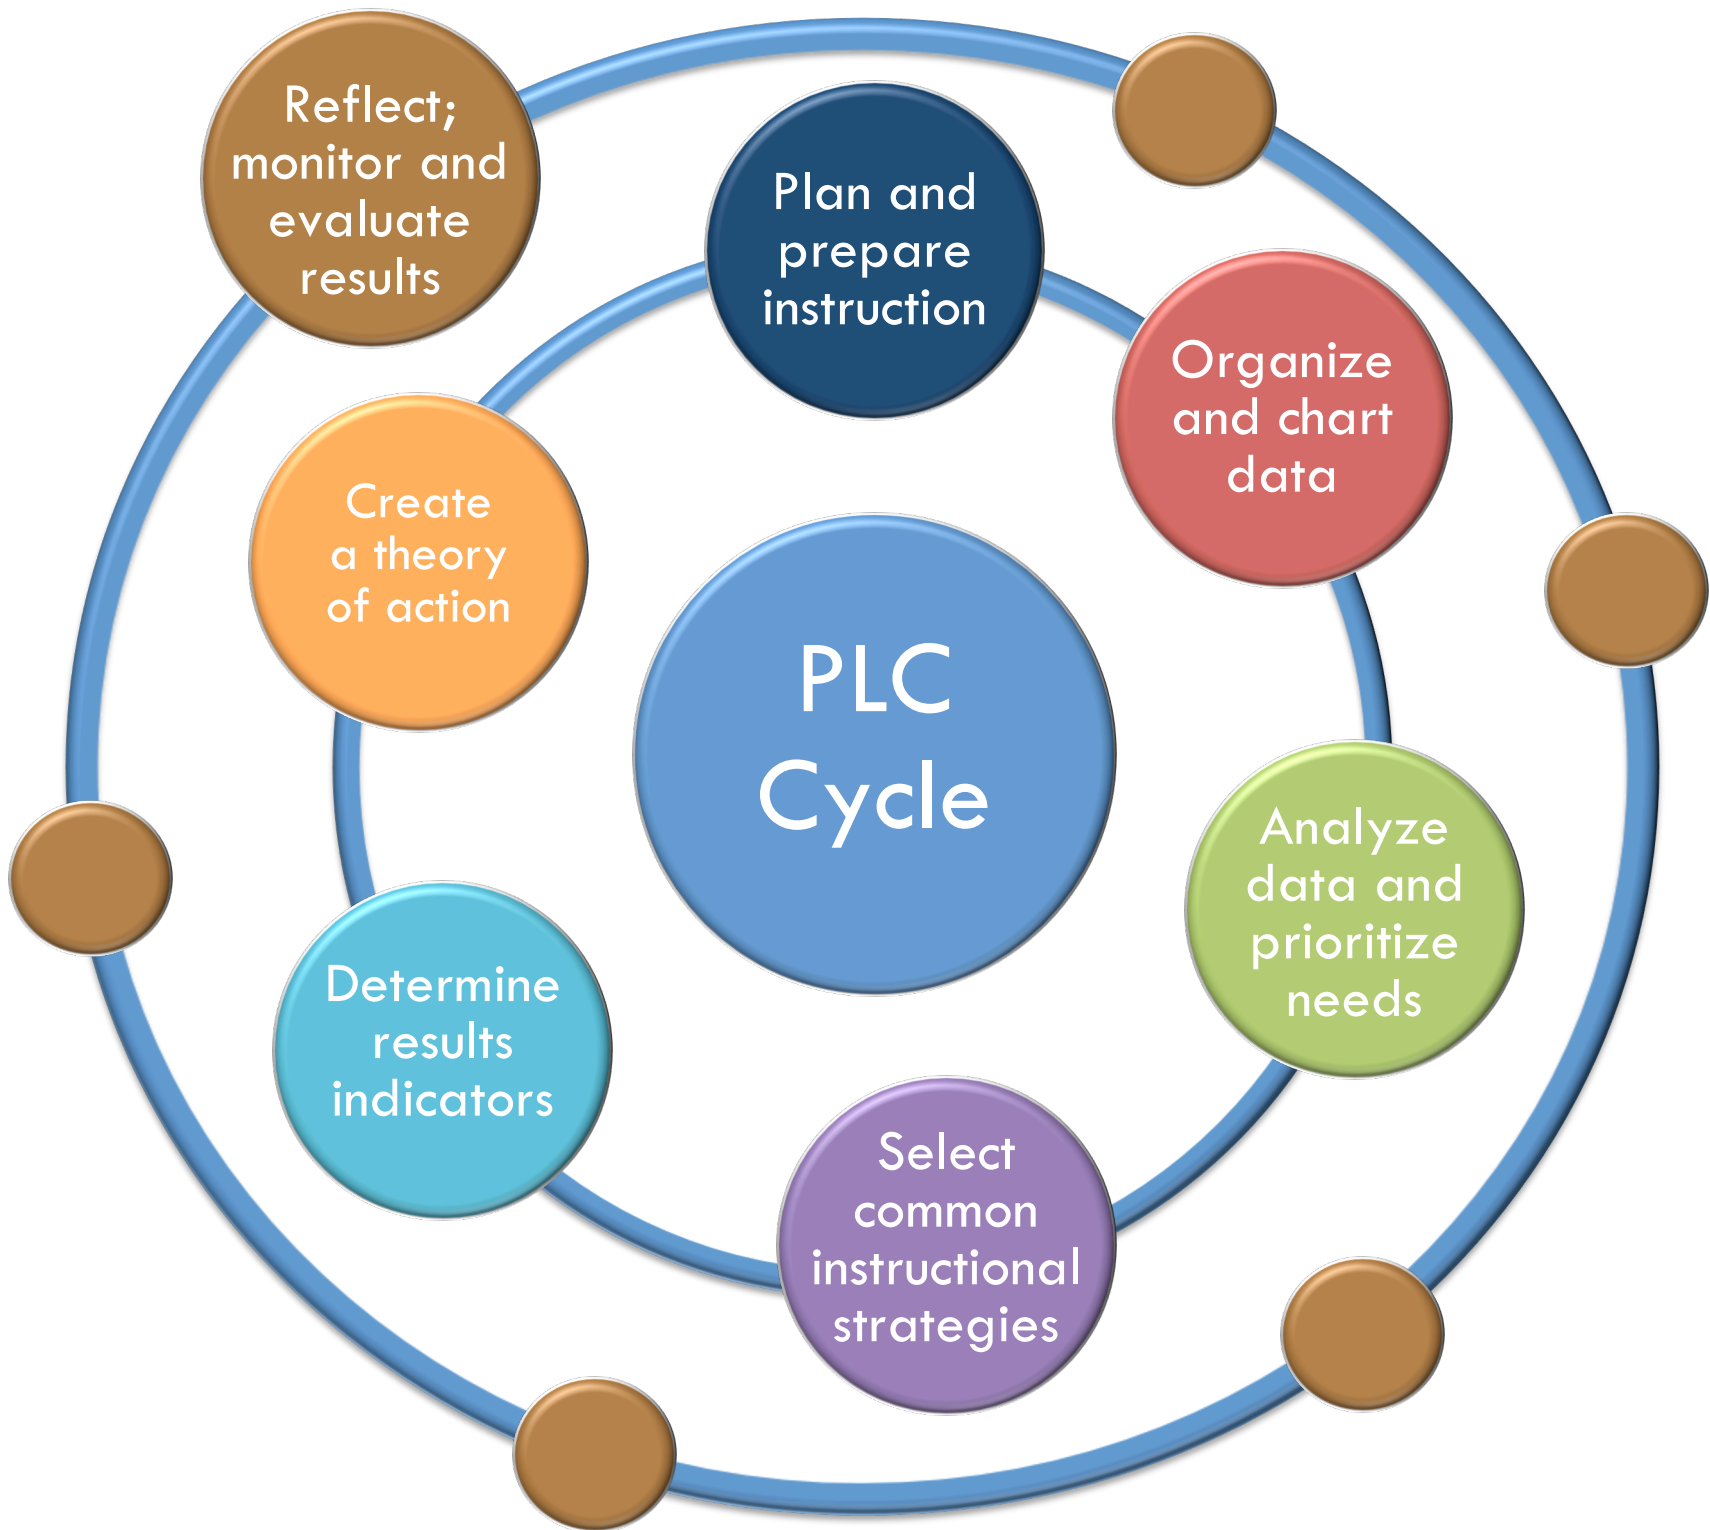 Reflect;
monitor and
evaluate
results
Plan and
prepare
instruction
Organize
and chart
data
Analyze
data and
prioritize
needs
Select
common
instructional
strategies
Determine
results
indicators
Create
a theory
of action
PLC
Cycle